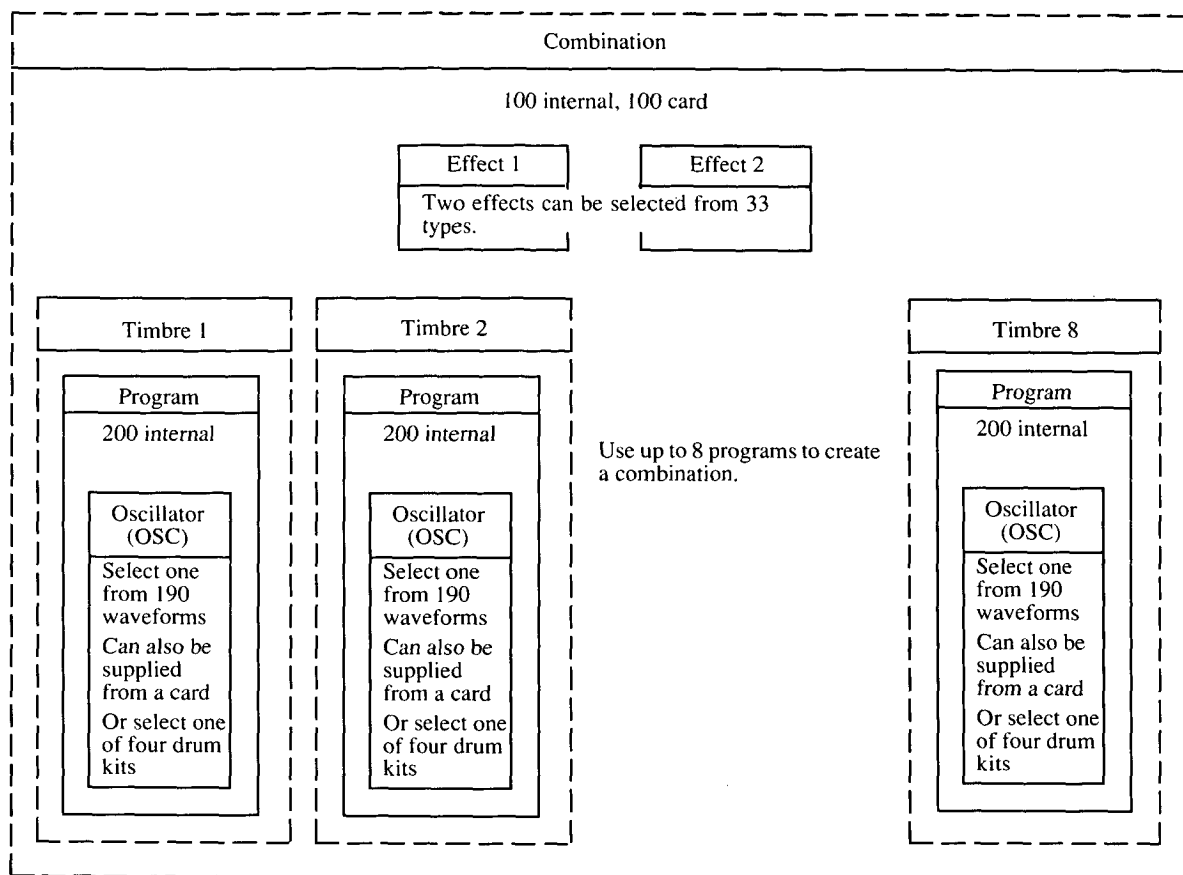 Combination
100 internal, 100 card
Effect 1
Effect 2
Two effects can be selected from 33
types.
Timbre 1
Program
200 internal
Oscillator
(OSC)
Select one
from 190
waveforms
Can also be
supplied
from a card
Or select one
of four drum
kits
Timbre 2
Program
200 internal
Oscillator
(OSC)
Select one
from 190
waveforms
Can also be
supplied
from a card
Or select one
of four drum
kits
Use up to 8 programs to create
a combination.
Timbre 8
Program
200 internal
Oscillator
(OSC)
Select one
from 190
waveforms
Can also be
supplied
from a card
Or select one
of four drum
kits